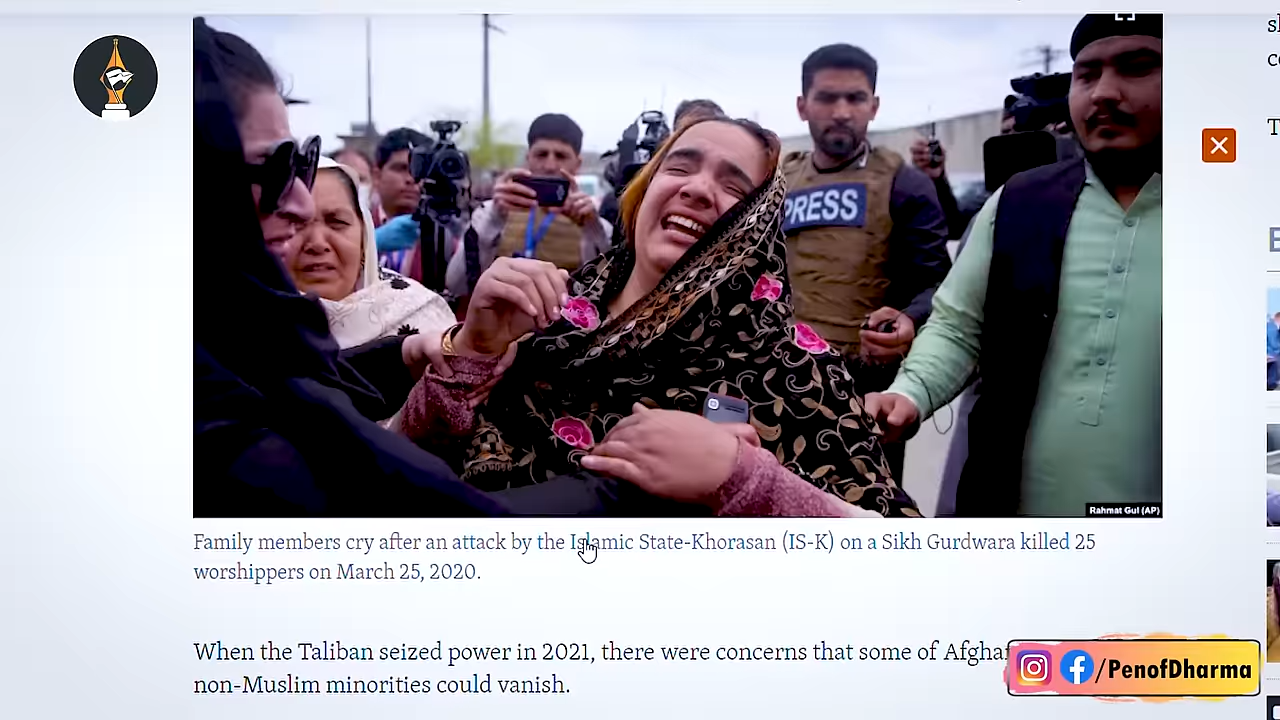 PRESS
Rahmat Gul (AP)
Family members cry after an attack by the Islamic State-Khorasan (IS-K) on a Sikh Gurdwara killed 25
worshippers on March 25, 2020.
When the Taliban seized power in 2021, there were concerns that some of
non-Muslim minorities could vanish.
/PenofDharma